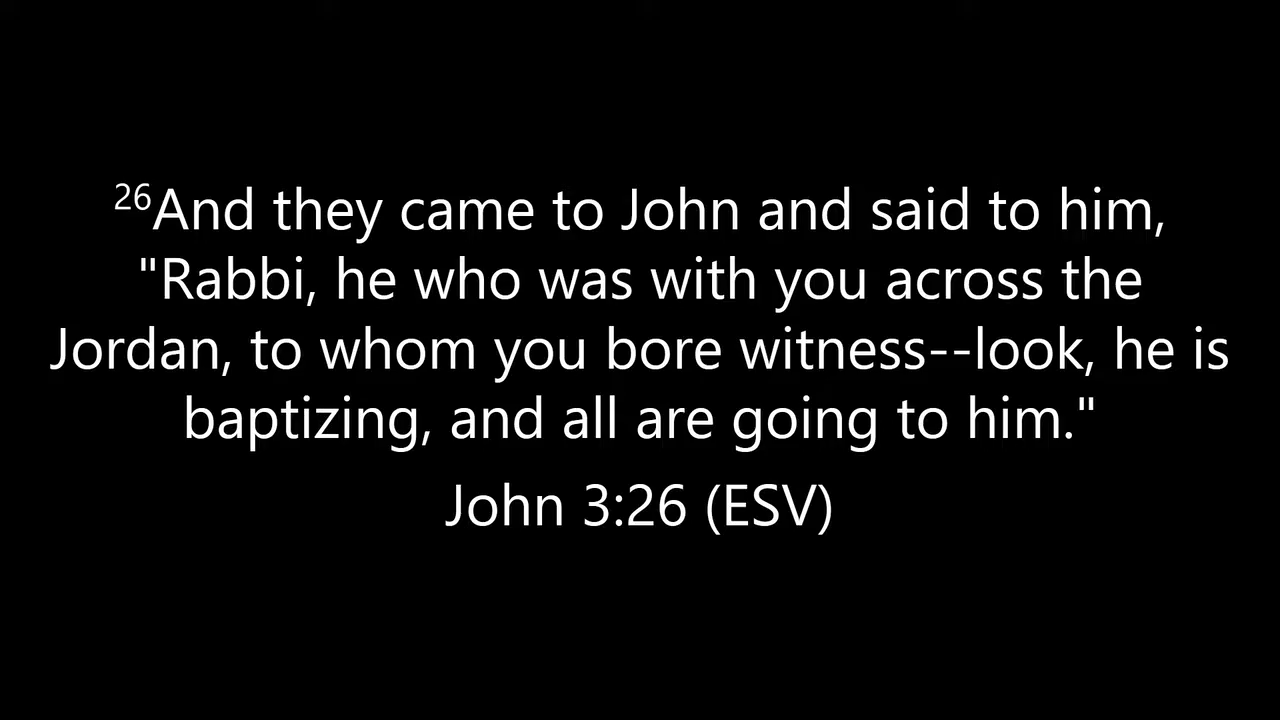 26And they came to John and said to him,
"Rabbi, he who was with you across the
Jordan, to whom you bore witness--look, he is
baptizing, and all are going to him."
John 3:26 (ESV)